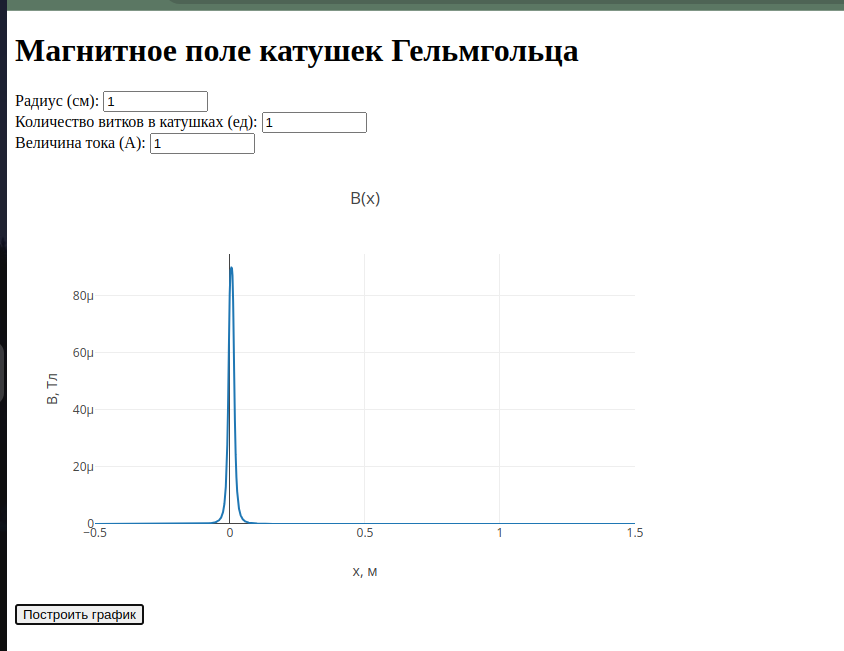 Магнитное поле катушек Гельмгольца
Радиус (см): 1
Количество витков в катушках (ед): 1
Величина тока (А): 1
B(x)
80μ
60μ
40μ
20μ
0
B, Тл
−0.5 0 0.5 1 1.5
x, м
Построить график